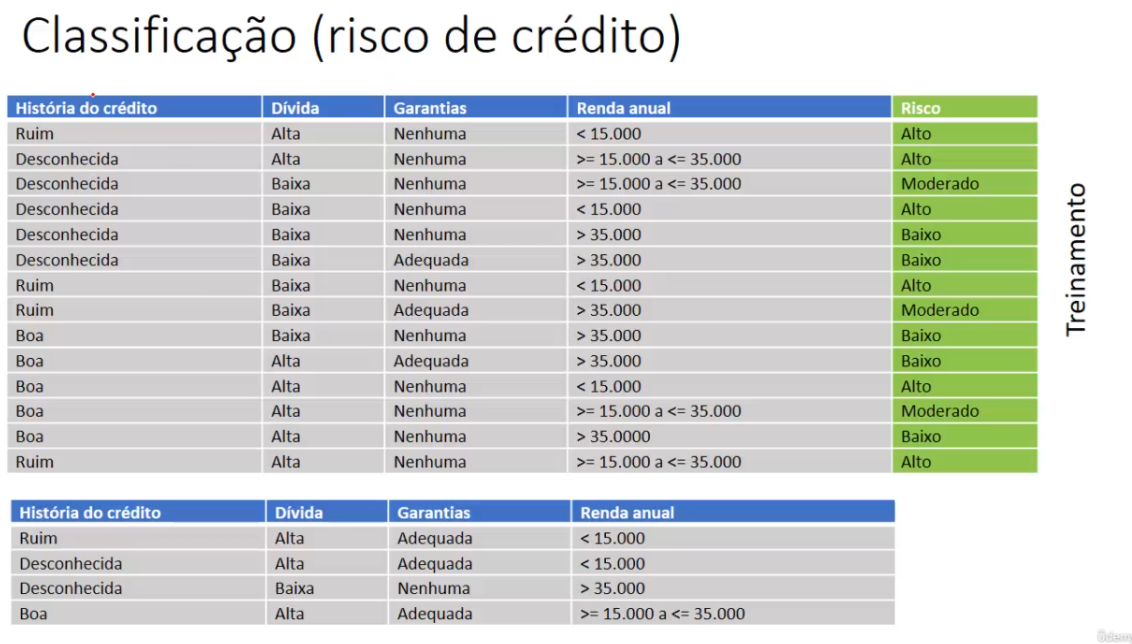 Classificação (risco de crédito)
História do crédito Dívida Garantias Renda anual Risco
Ruim Alta Nenhuma < 15.000 Alto
Desconhecida Alta Nenhuma >= 15.000 a <= 35.000 Alto
Desconhecida Baixa Nenhuma >= 15.000 a <= 35.000 Moderado
Desconhecida Baixa Nenhuma < 15.000 Alto
Desconhecida Baixa Nenhuma > 35.000 Baixo
Desconhecida Baixa Adequada > 35.000 Baixo
Ruim Baixa Nenhuma < 15.000 Alto
Ruim Baixa Adequada > 35.000 Moderado
Boa Baixa Nenhuma > 35.000 Baixo
Boa Alta Adequada > 35.000 Baixo
Boa Alta Nenhuma < 15.000 Alto
Boa Alta Nenhuma >= 15.000 a <= 35.000 Moderado
Boa Alta Nenhuma > 35.0000 Baixo
Ruim Alta Nenhuma >= 15.000 a <= 35.000 Alto
Treinamento
História do crédito Dívida Garantias Renda anual
Ruim Alta Adequada < 15.000
Desconhecida Alta Adequada < 15.000
Desconhecida Baixa Nenhuma > 35.000
Boa Alta Adequada >= 15.000 a <= 35.000